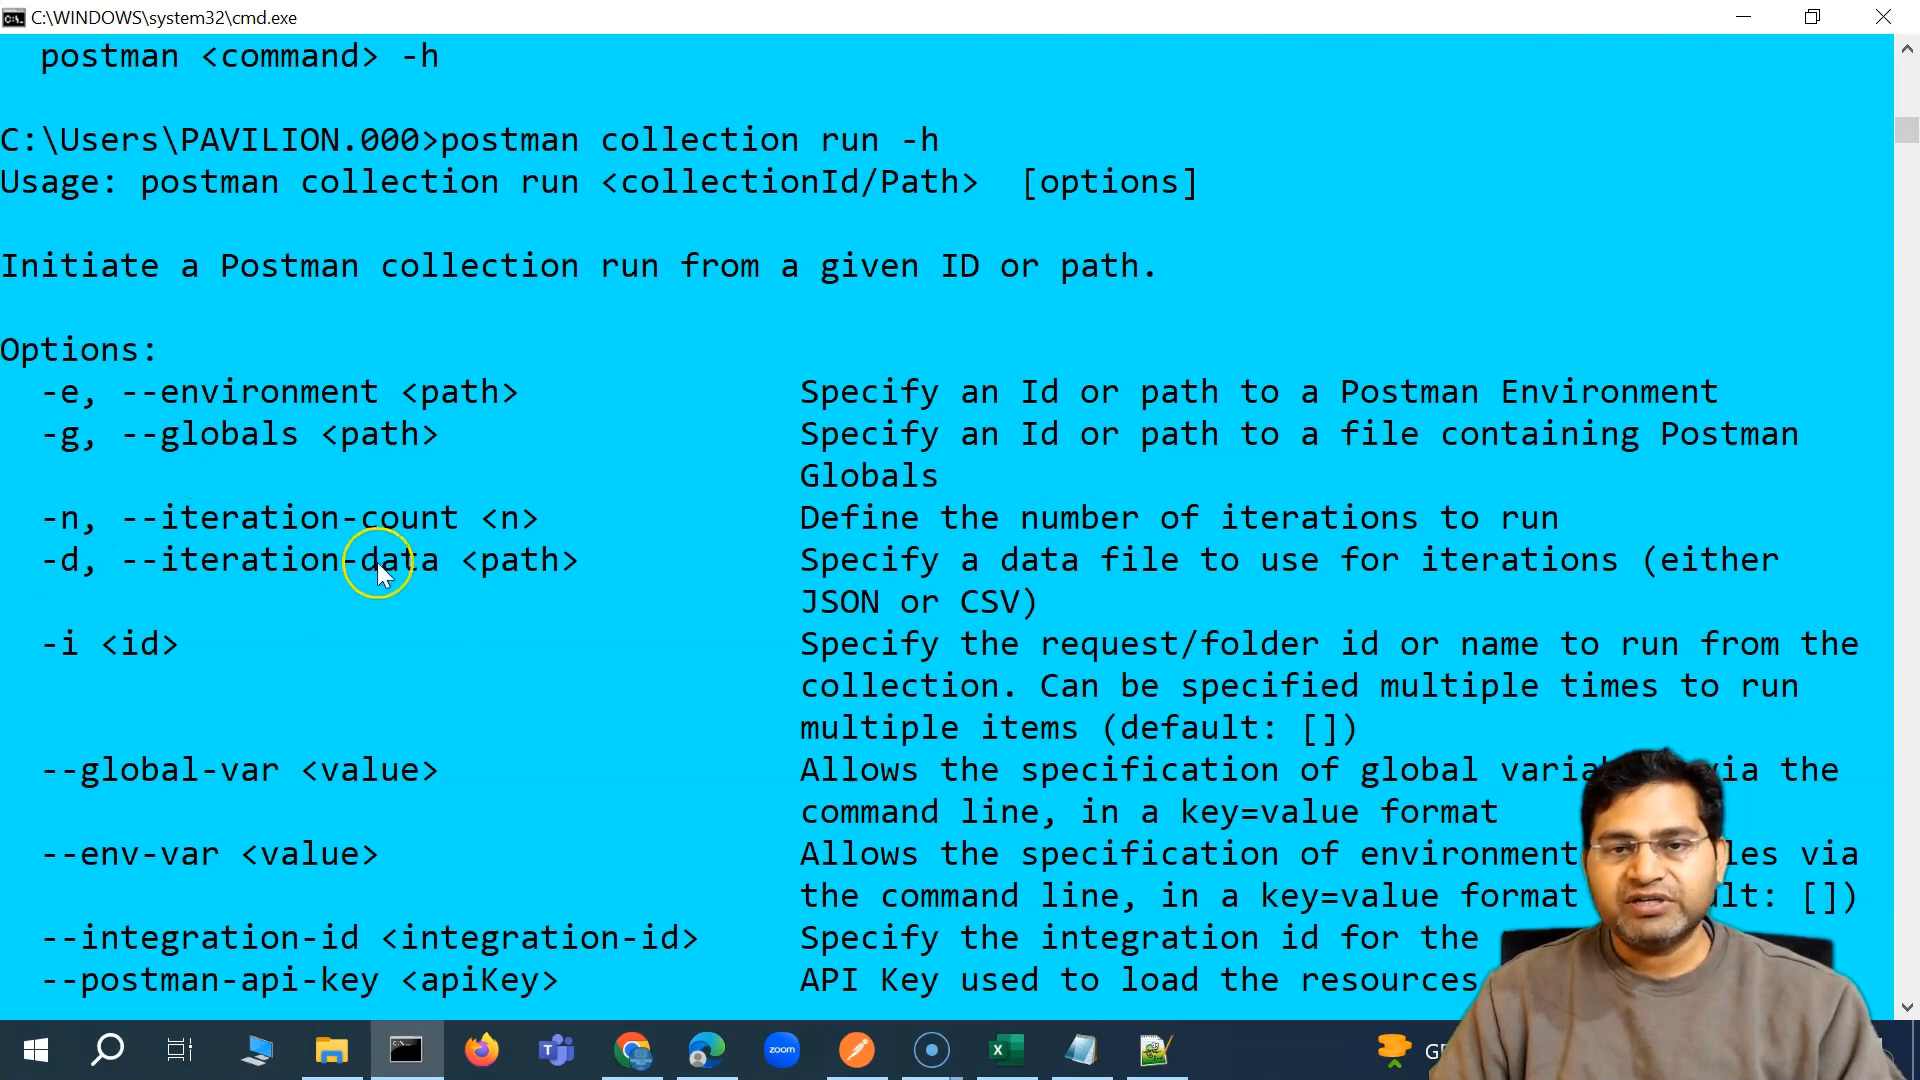 C:\WINDOWS\system32\cmd.exe
postman <command> -h
C:\Users\PAVILION.000>postman collection run -h
Usage: postman collection run <collectionId/Path>  [options]
Initiate a Postman collection run from a given ID or path.
Options:
-e, --environment <path> Specify an Id or path to a Postman Environment
-g, --globals <path> Specify an Id or path to a file containing Postman
Globals
-n, --iteration-count <n> Define the number of iterations to run
-d, --iteration-data <path> Specify a data file to use for iterations (either
JSON or CSV)
-i <id> Specify the request/folder id or name to run from the
collection. Can be specified multiple times to run
multiple items (default: [])
--global-var <value> Allows the specification of global via the
command line, in a key=value format
--env-var <value> Allows the specification of environment via
the command line, in a key=value format [])
--integration-id <integration-id> Specify the integration id for the
--postman-api-key <apiKey> API Key used to load the resources
zoom